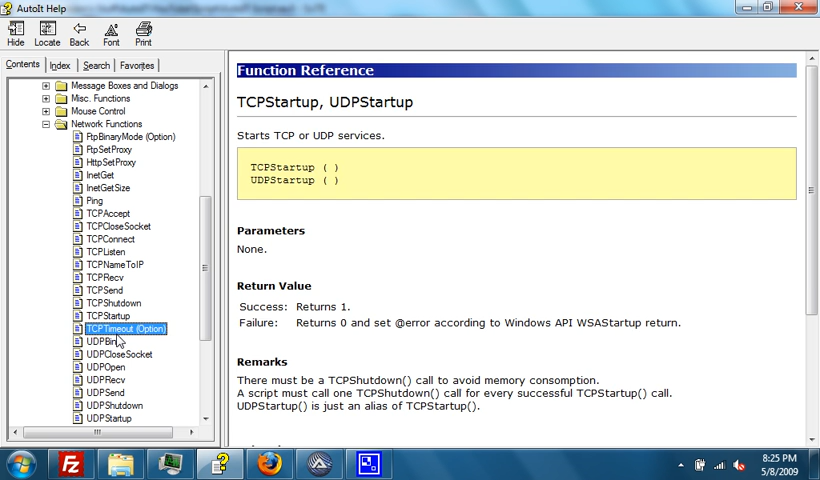 AutoIt Help
Hide
Locate
Back
Font
Print
Contents
Index
Search
Favorites
Message Boxes and Dialogs
Misc. Functions
Mouse Control
Network Functions
FtpBinaryMode (Option)
FtpSetProxy
HttpSetProxy
InetGet
InetGetSize
Ping
TCPAccept
TCPCloseSocket
TCPConnect
TCPListen
TCPNameToIP
TCPRecv
TCPSend
TCPShutdown
TCPStartup
TCPTimeout (Option)
UDPBin
UDPCloseSocket
UDPOpen
UDPRecv
UDPSend
UDPShutdown
UDPStartup
Function Reference
TCPStartup, UDPStartup
Starts TCP or UDP services.
TCPStartup ( )
UDPStartup ( )
Parameters
None.
Return Value
Success: Returns 1.
Failure: Returns 0 and set @error according to Windows API WSAStartup return.
Remarks
There must be a TCPShutdown() call to avoid memory consomption.
A script must call one TCPShutdown() call for every successful TCPStartup() call.
UDPStartup() is just an alias of TCPStartup().
Fz
8:25 PM
5/8/2009